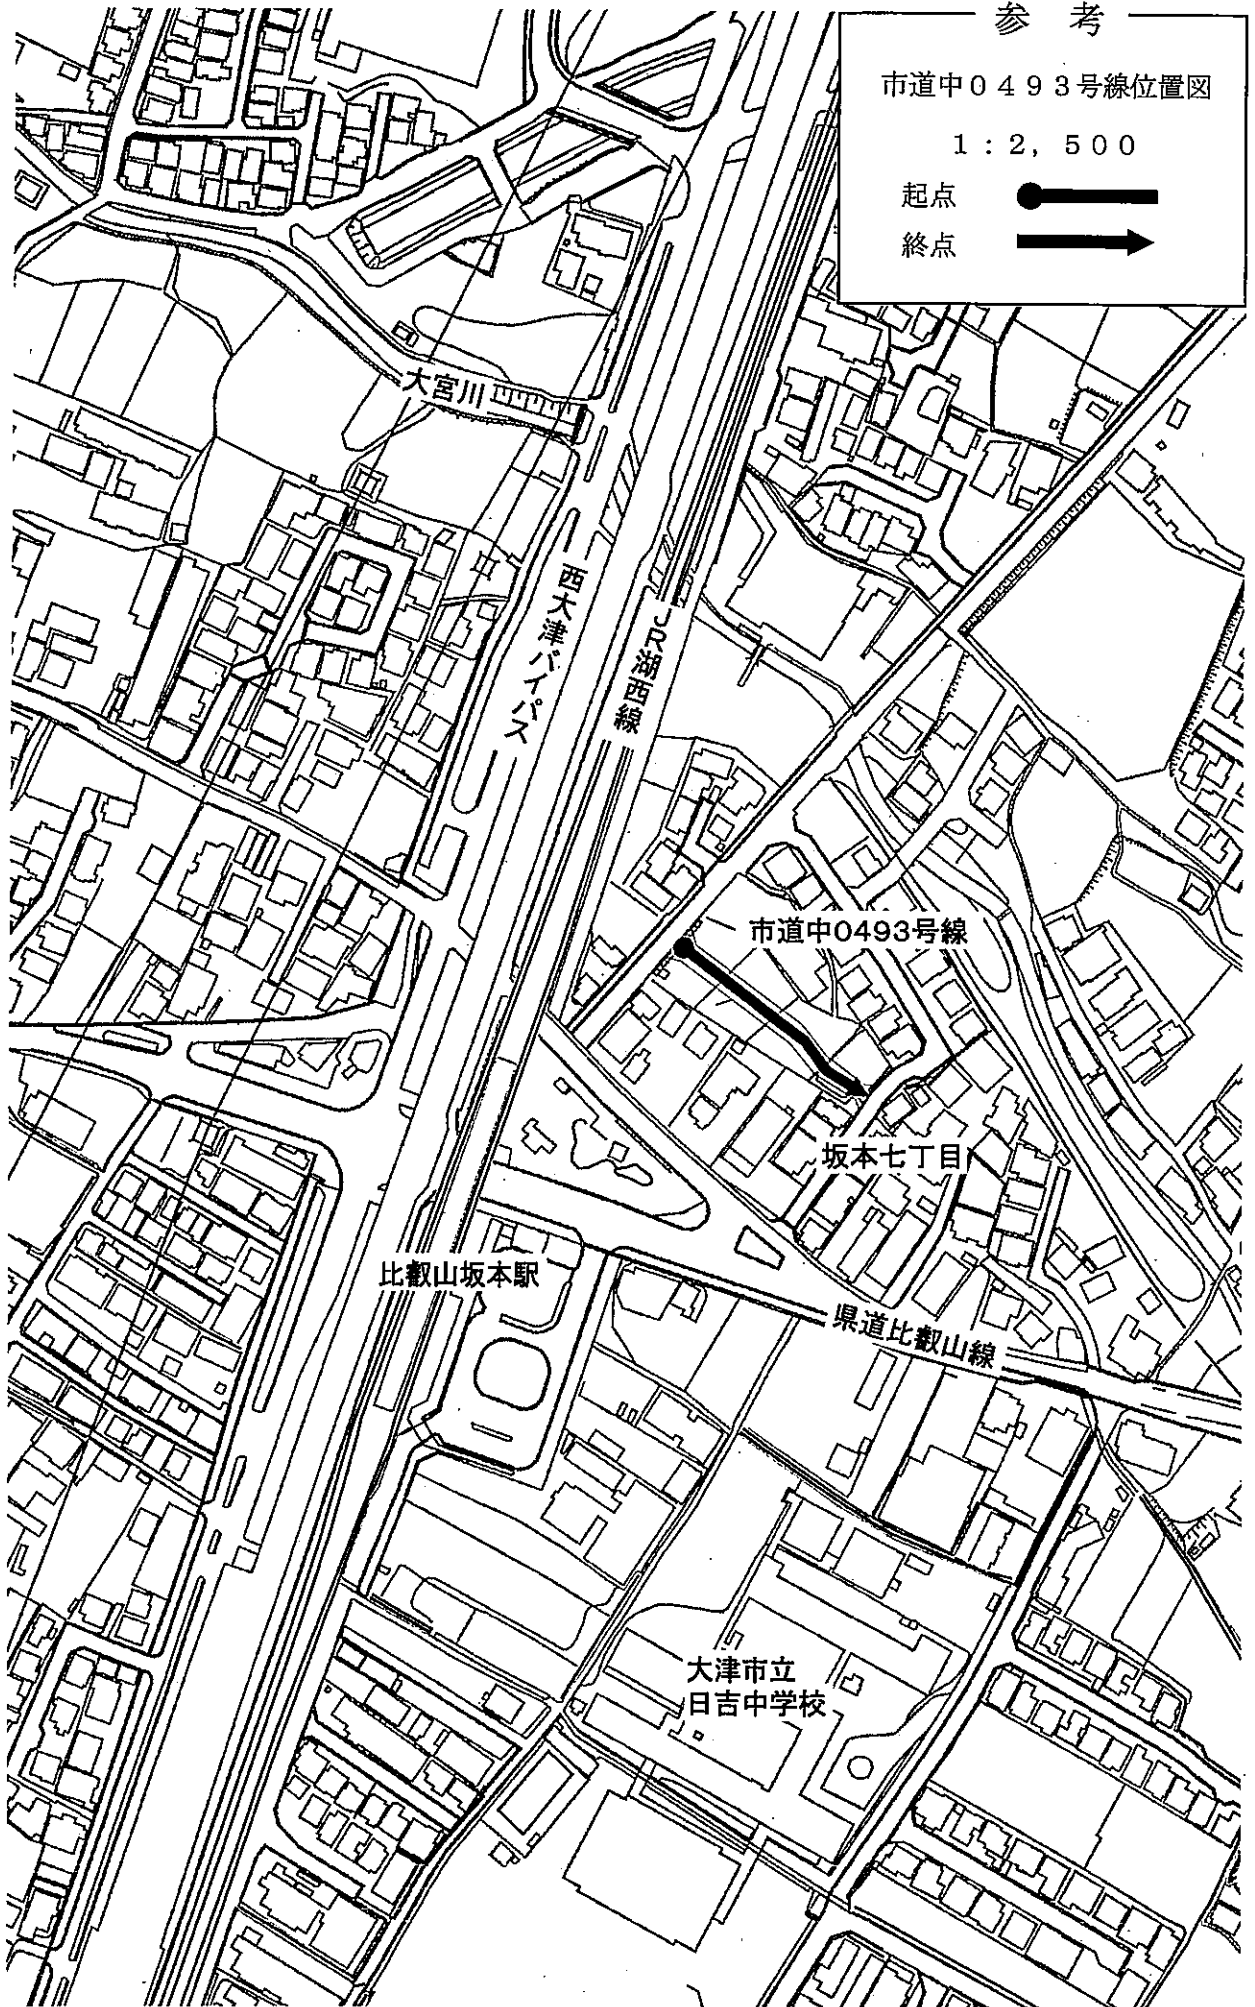 参 考
市道中0493号線位置図
1：2，500
起点
終点
大宮川
西大津バイパス
JR湖西線
市道中0493号線
坂本七丁目
比叡山坂本駅
県道比叡山線
大津市立
日吉中学校